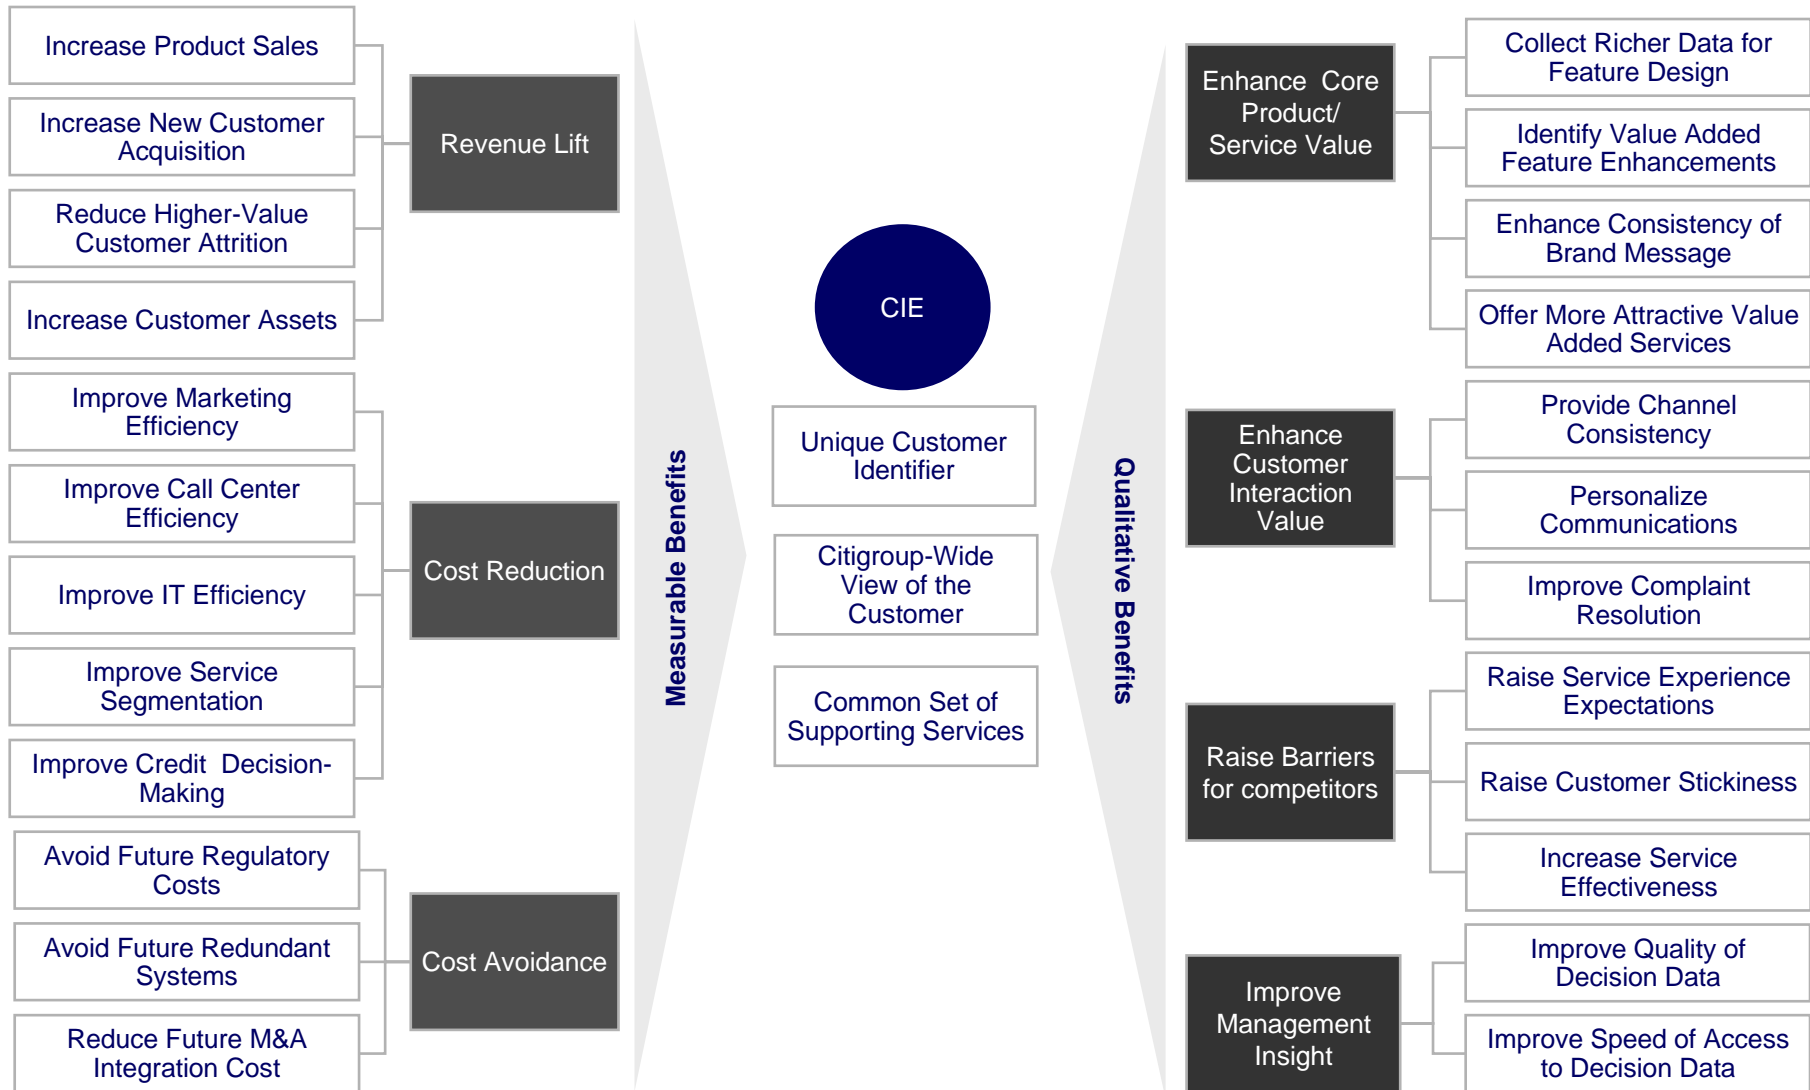 Increase Product Sales
Increase New Customer
Acquisition
Reduce Higher-Value
Customer Attrition
Increase Customer Assets
Revenue Lift
Improve Marketing
Efficiency
Improve Call Center
Efficiency
Improve IT Efficiency
Improve Service
Segmentation
Improve Credit Decision-
Making
Cost Reduction
Avoid Future Regulatory
Costs
Avoid Future Redundant
Systems
Reduce Future M&A
Integration Cost
Cost Avoidance
Measurable Benefits
CIE
Unique Customer
Identifier
Citigroup-Wide
View of the
Customer
Common Set of
Supporting Services
Qualitative Benefits
Enhance Core
Product/
Service Value
Collect Richer Data for
Feature Design
Identify Value Added
Feature Enhancements
Enhance Consistency of
Brand Message
Offer More Attractive Value
Added Services
Enhance
Customer
Interaction
Value
Provide Channel
Consistency
Personalize
Communications
Improve Complaint
Resolution
Raise Barriers
for competitors
Raise Service Experience
Expectations
Raise Customer Stickiness
Increase Service
Effectiveness
Improve
Management
Insight
Improve Quality of
Decision Data
Improve Speed of Access
to Decision Data